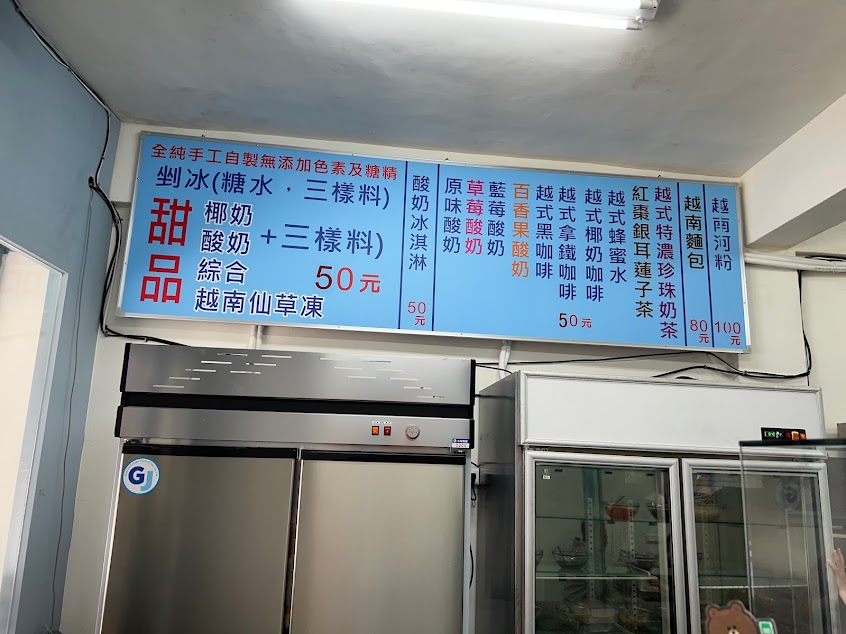 全純手工自製無添加色素及糖精
剉冰(糖水，三樣料)
甜品
椰奶
酸奶
+三樣料)
綜合
50元
越南仙草凍
酸奶冰淇淋
50元
原味酸奶
草莓酸奶
藍莓酸奶
百香果酸奶
越式黑咖啡
越式拿鐵咖啡
越式椰奶咖啡
越式蜂蜜水
紅棗銀耳蓮子茶
越式特濃珍珠奶茶
50元
越南麵包
80元
越南河粉
100元
GJ